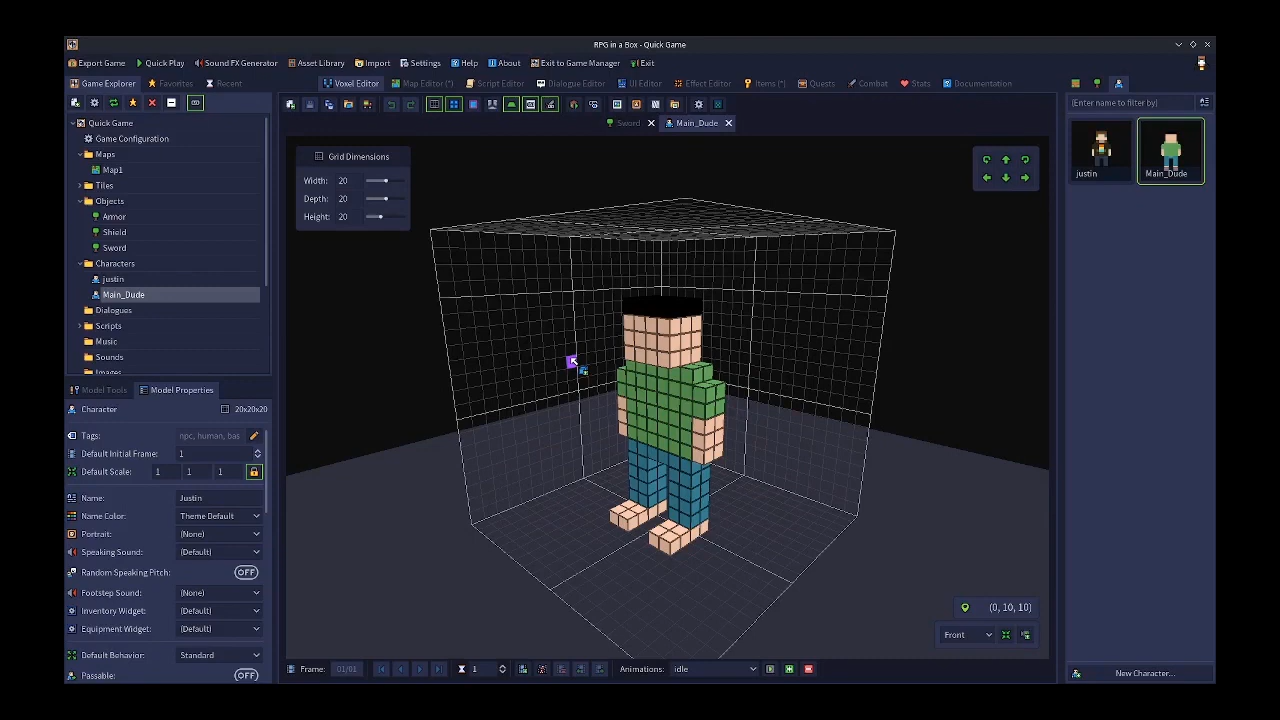 RPG in a Box - Quick Game
Export Game Quick Play Sound FX Generator Asset Library Import Settings Help About Exit to Game Manager Exit
Game Explorer Favorites Recent Voxel Editor Map Editor (*) Script Editor Dialogue Editor UI Editor Effect Editor Items (*) Quests Combat Stats Documentation
(Enter name to filter by)
Sword Main_Dude
Quick Game
Game Configuration
Maps
Map1
Tiles
Objects
Armor
Shield
Sword
Characters
justin
Main_Dude
Dialogues
Scripts
Music
Sounds
Images
Grid Dimensions
Width: 20
Depth: 20
Height: 20
justin Main_Dude
Model Tools Model Properties
Character 20x20x20
Tags: npc, human, bas
Default Initial Frame: 1
Default Scale: 1 1 1
Name: Justin
Name Color: Theme Default
Portrait: (None)
Speaking Sound: (Default)
Random Speaking Pitch: OFF
Footstep Sound: (None)
Inventory Widget: (Default)
Equipment Widget: (Default)
Default Behavior: Standard
Passable: OFF
(0, 10, 10)
Front
Frame: 01/01 1 Animations: idle
New Character...